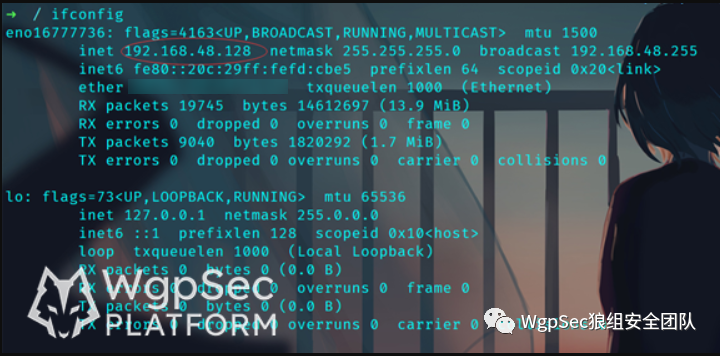 → / ifconfig
eno16777736: flags=4163<UP,BROADCAST,RUNNING,MULTICAST> mtu 1500
inet 192.168.48.128 netmask 255.255.255.0 broadcast 192.168.48.255
inet6 fe80::20c:29ff:fefd:cbe5 prefixlen 64 scopeid 0x20<link>
ether txqueuelen 1000 (Ethernet)
RX packets 19745 bytes 14612697 (13.9 MiB)
RX errors 0 dropped 0 overruns 0 frame 0
TX packets 9040 bytes 1820292 (1.7 MiB)
TX errors 0 dropped 0 overruns 0 carrier 0 collisions 0
lo: flags=73<UP,LOOPBACK,RUNNING> mtu 65536
inet 127.0.0.1 netmask 255.0.0.0
inet6 ::1 prefixlen 128 scopeid 0x10<host>
loop txqueuelen 1000 (Local Loopback)
RX packets 0 bytes 0 (0.0 B)
RX errors 0 dropped 0 overruns 0 frame 0
TX packets 0 bytes 0 (0.0 B)
TX errors 0 dropped 0 overruns 0 carrier 0
WgpSec
PLATFORM
WgpSec狼组安全团队